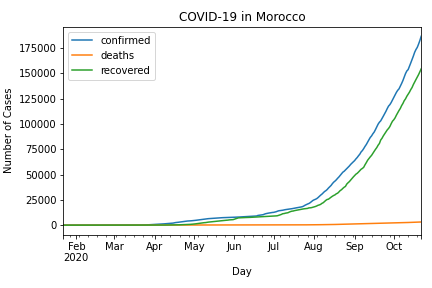 COVID-19 in Morocco
confirmed
deaths
recovered
Number of Cases
175000
150000
125000
100000
75000
50000
25000
0
Feb Mar Apr May Jun Jul Aug Sep Oct
2020
Day